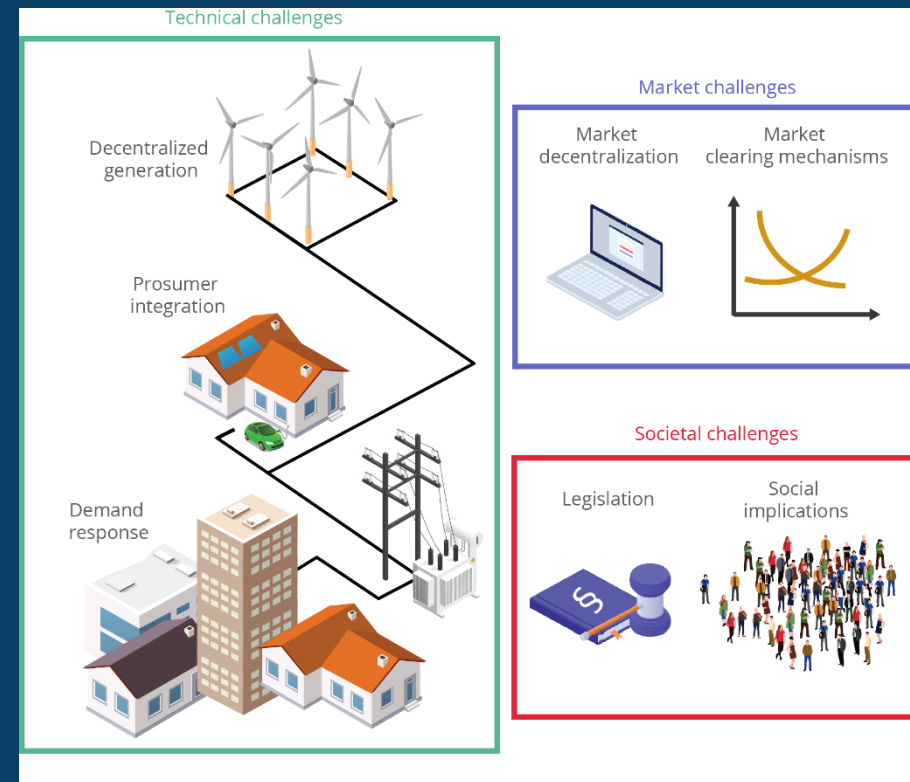 Technical challenges
Decentralized
generation
Prosumer
integration
Demand
response
Market challenges
Market
decentralization
Market
clearing mechanisms
Societal challenges
Legislation
§
Social
implications